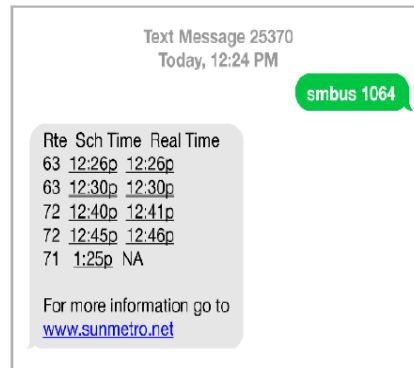 Text Message 25370
Today, 12:24 PM
smbus 1064
Rte Sch Time Real Time
63 12:26p 12:26p
63 12:30p 12:30p
72 12:40p 12:41p
72 12:45p 12:46p
71 1:25p NA
For more information go to
www.sunmetro.net